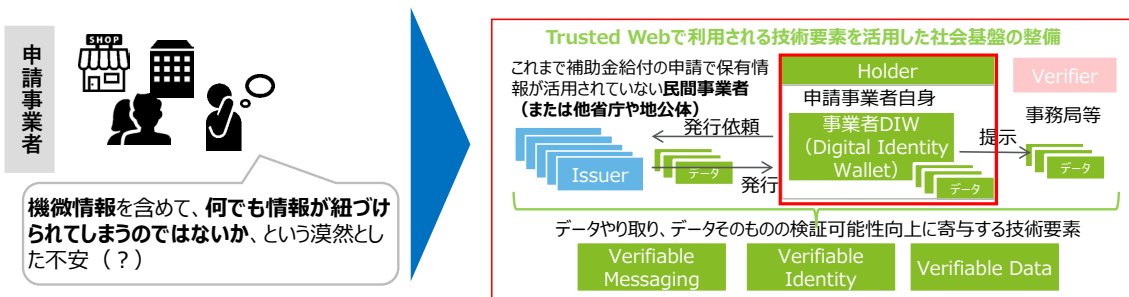 申請事業者
SHOP
機微情報を含めて、何でも情報が紐づけ
られてしまうのではないか、という漠然とし
た不安（？）
Trusted Webで利用される技術要素を活用した社会基盤の整備
これまで補助金給付の申請で保有情
報が活用されていない民間事業者
（または他省庁や地公体）
発行依頼
Issuer
データ
発行
Holder
申請事業者自身
事業者DIW
（Digital Identity
Wallet）
データ
提示
Verifier
事務局等
データ
データやり取り、データそのものの検証可能性向上に寄与する技術要素
Verifiable
Messaging
Verifiable
Identity
Verifiable Data